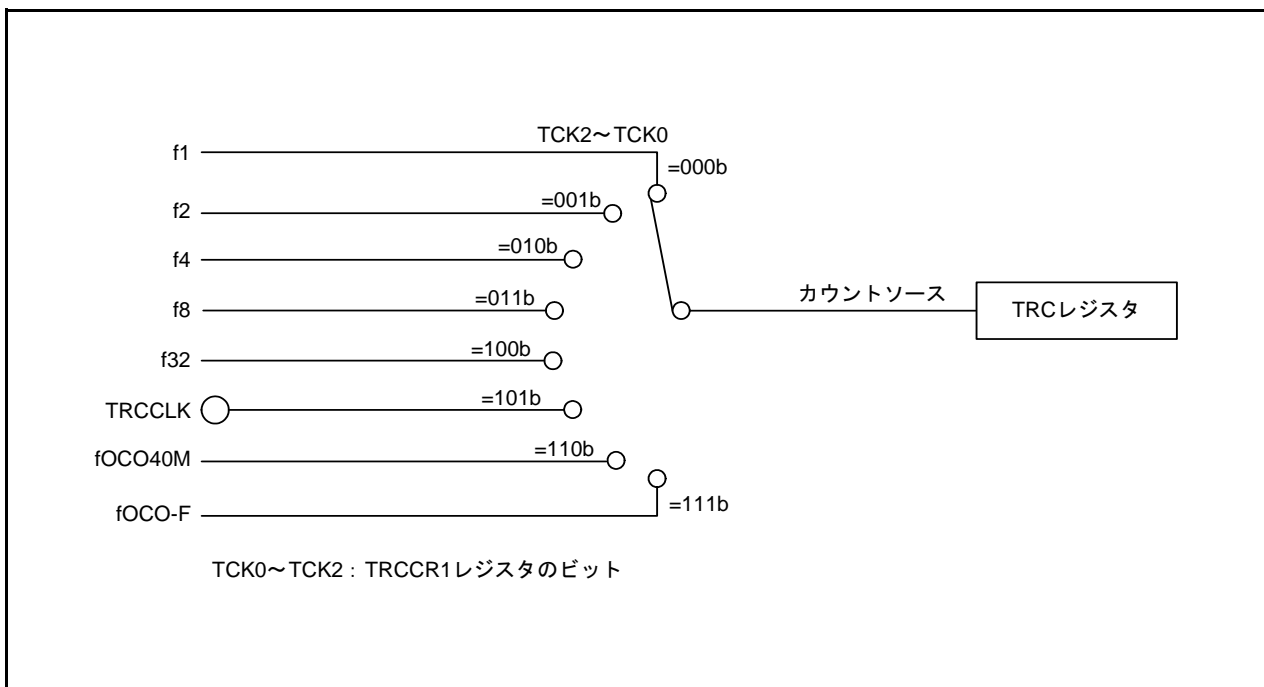 TCK2～TCK0
f1
=000b
f2
=001b
f4
=010b
f8
=011b
カウントソース
TRCレジスタ
f32
=100b
TRCCLK
=101b
fOCO40M
=110b
fOCO-F
=111b
TCK0～TCK2：TRCCR1レジスタのビット